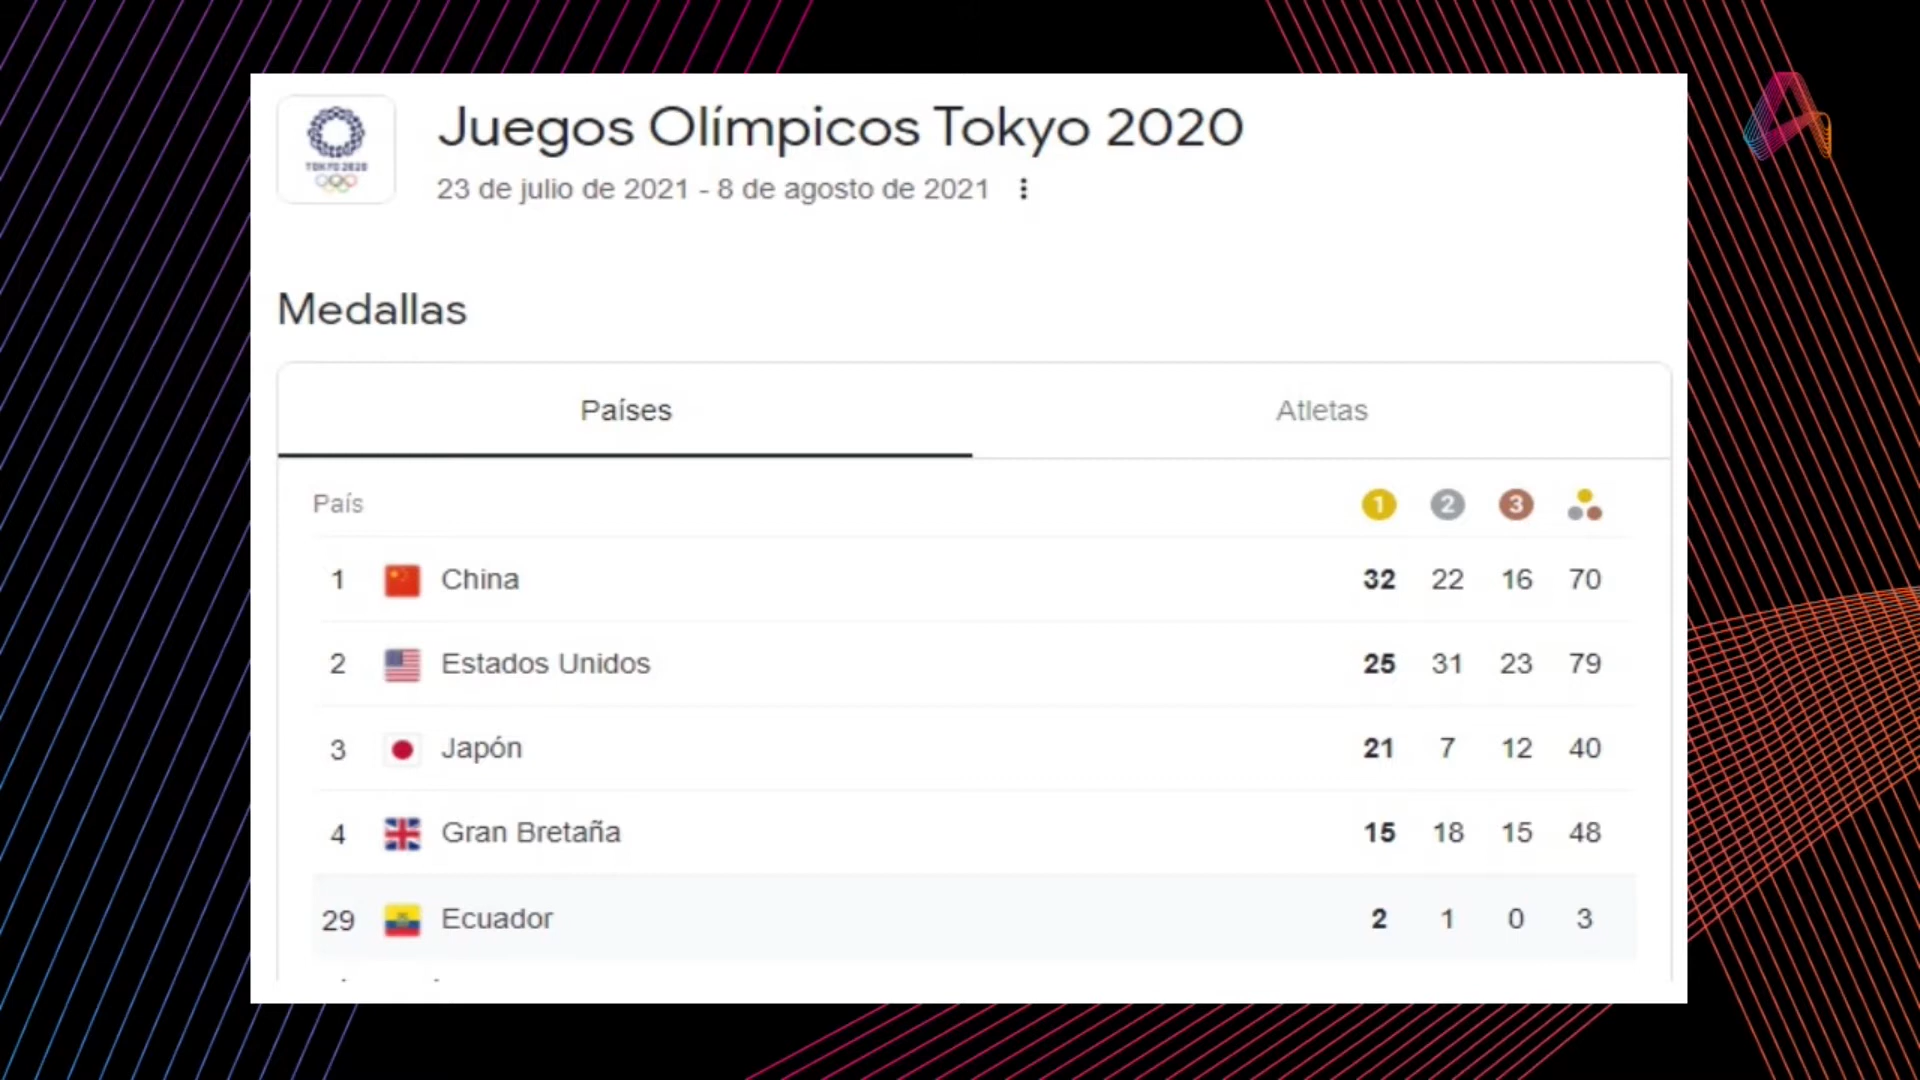 TOKYO 2020
Juegos Olímpicos Tokyo 2020
23 de julio de 2021 - 8 de agosto de 2021
Medallas
Países Atletas
País 1 2 3
1 China 32 22 16 70
2 Estados Unidos 25 31 23 79
3 Japón 21 7 12 40
4 Gran Bretaña 15 18 15 48
29 Ecuador 2 1 0 3